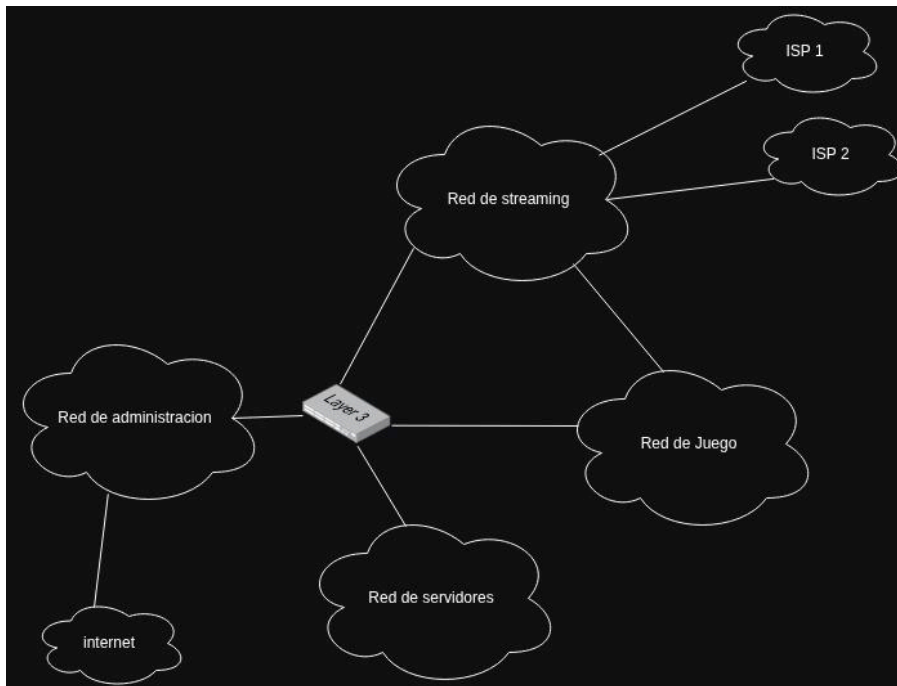 ISP 1
ISP 2
Red de streaming
Layer 3
Red de administracion
Red de Juego
Red de servidores
internet